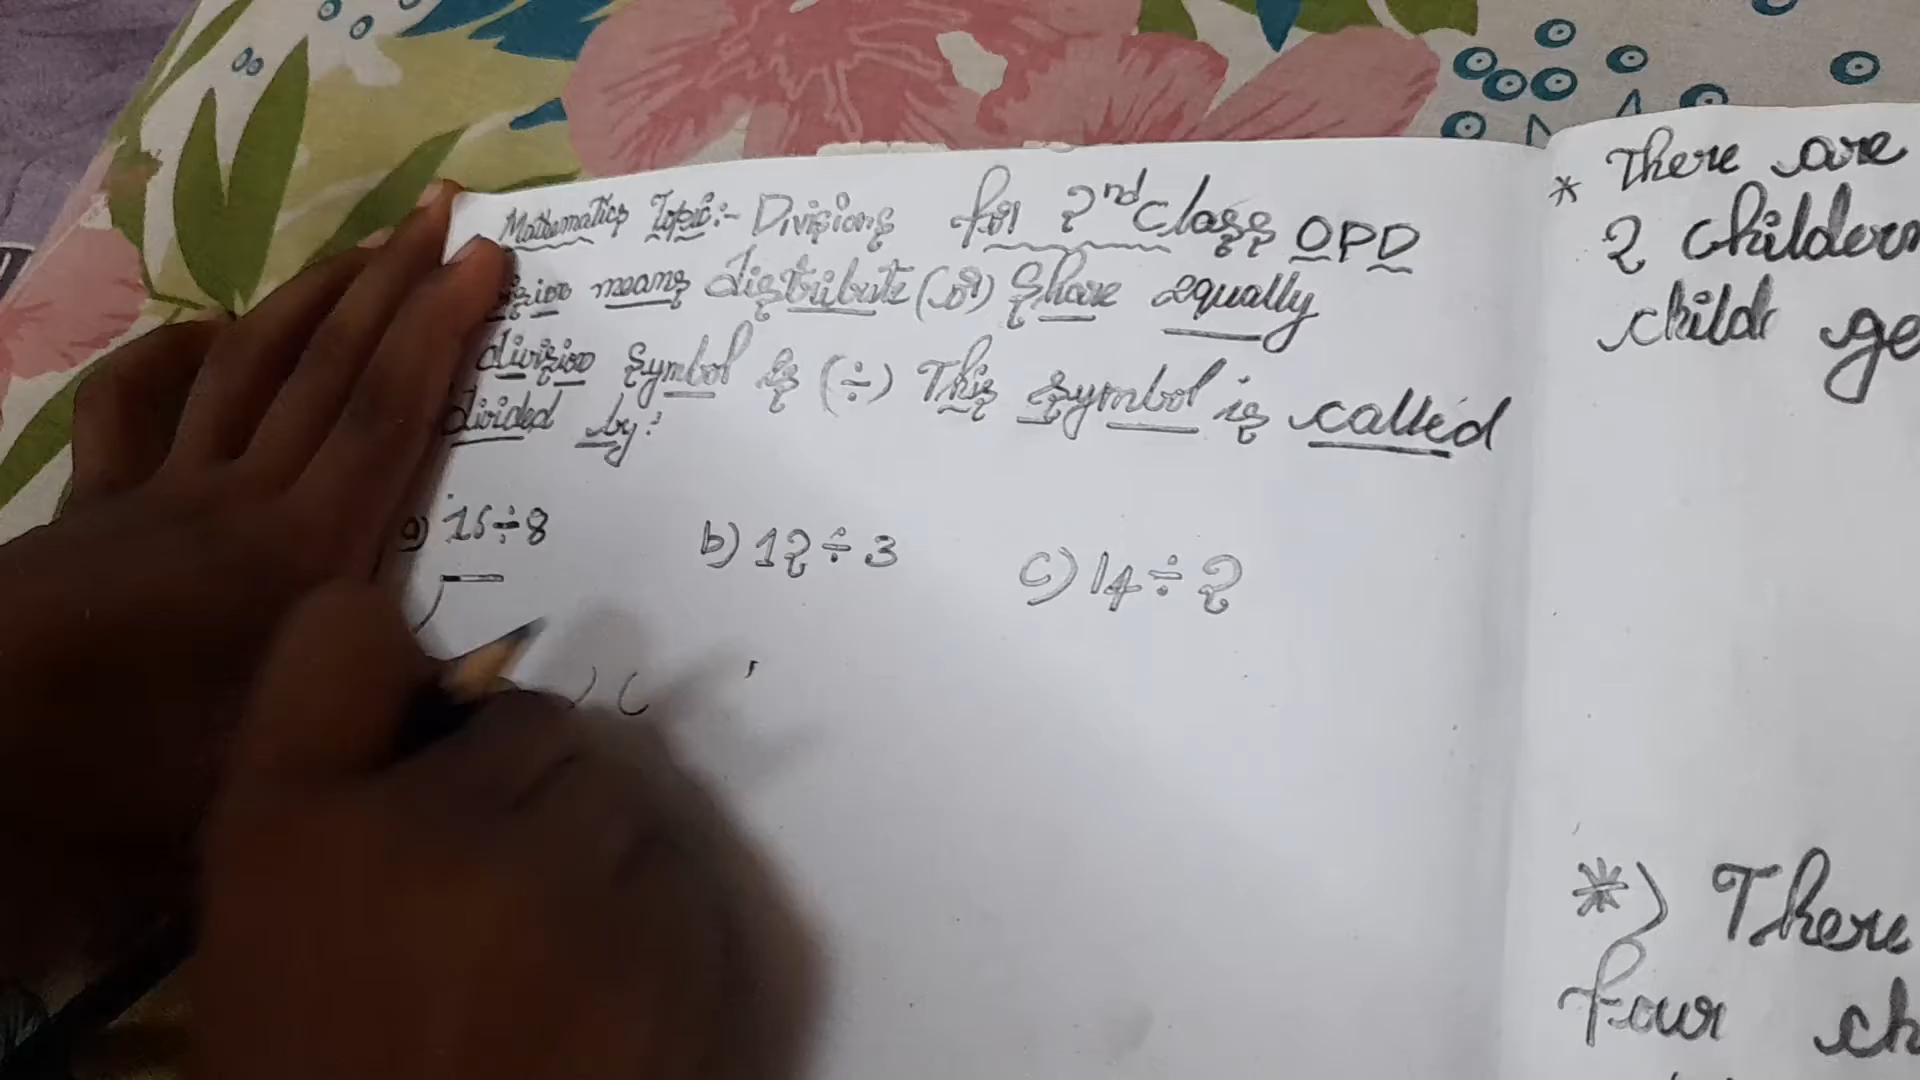 Mathematics Topic:- Divisions for 2nd Class OPD
means distribute (or) Share equally
division symbol is (÷) This symbol is called
divided by:
a) 16÷8 b) 12÷3 c) 14÷2
) (
* There are
2 childern
child ge
*) There
four ch